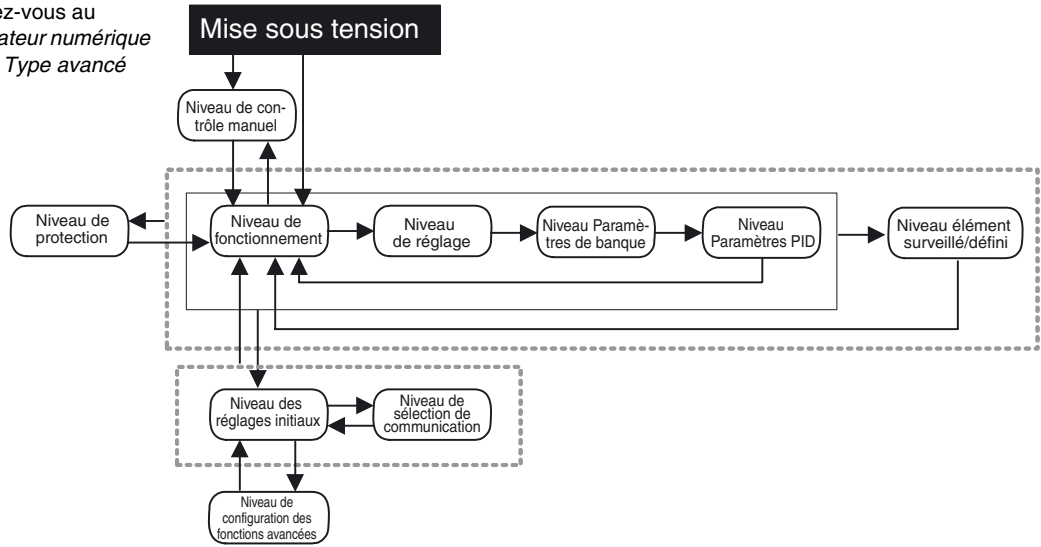 ez-vous au
ateur numérique
Type avancé
Mise sous tension
Niveau de con-
trôle manuel
Niveau de
protection
Niveau de
fonctionnement
Niveau
de réglage
Niveau Paramè-
tres de banque
Niveau
Paramètres PID
Niveau élément
surveillé/défini
Niveau des
réglages initiaux
Niveau de
sélection de
communication
Niveau de
configuration des
fonctions avancées